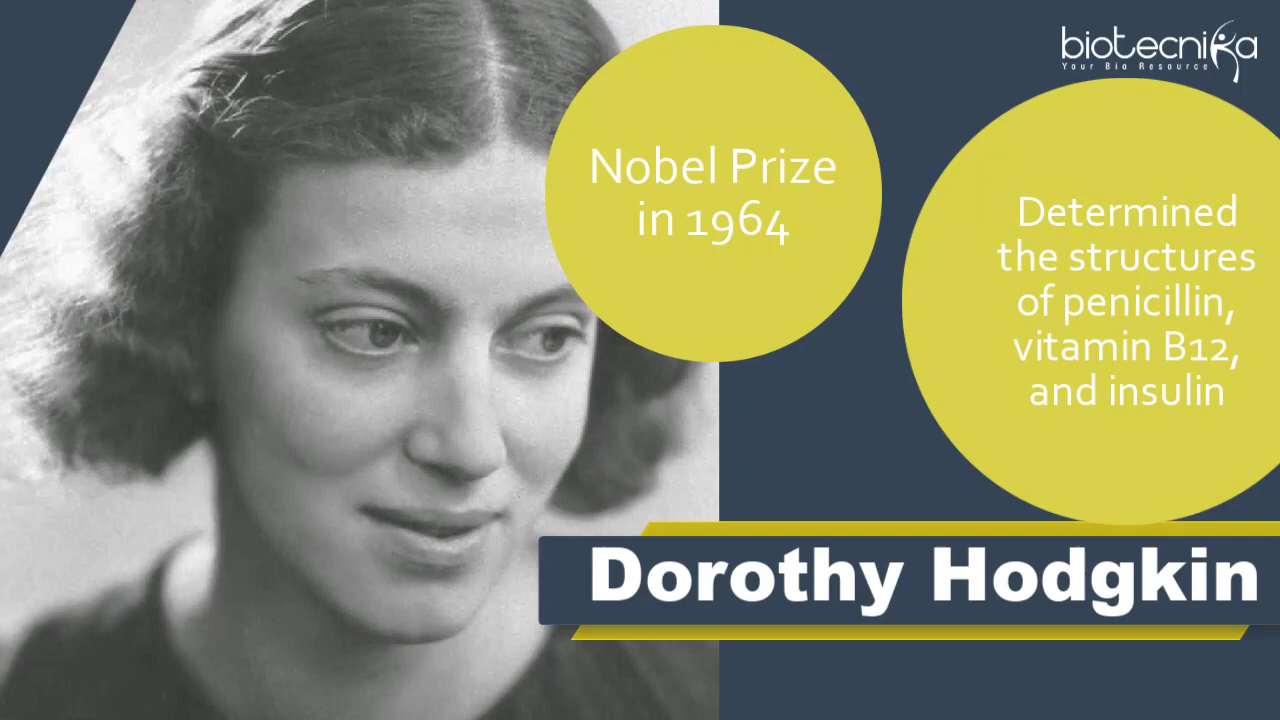 biotecnika
Your Bio Resource
Nobel Prize
in 1964
Determined
the structures
of penicillin,
vitamin B12,
and insulin
Dorothy Hodgkin